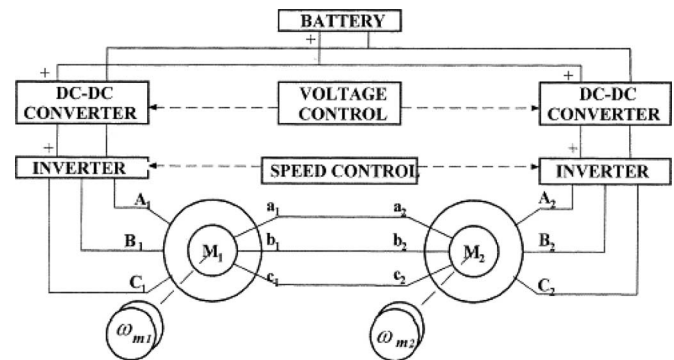 BATTERY
+
+
+
DC-DC
CONVERTER
VOLTAGE
CONTROL
DC-DC
CONVERTER
+
+
INVERTER
SPEED CONTROL
INVERTER
A₁
a₁
a₂
A₂
B₁
M₁
b₁
b₂
M₂
B₂
C₁
c₁
c₂
C₂
ωm1
ωm2